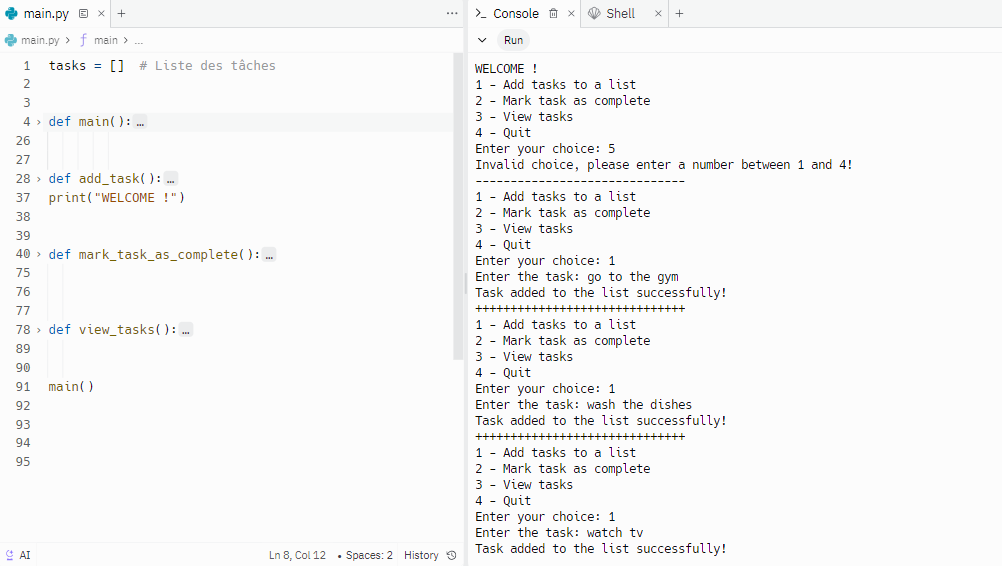 main.py
main.py > main > ...
1 tasks = [] # Liste des tâches
2
3
4 def main():…
26
27
28 def add_task():…
37 print("WELCOME !")
38
39
40 def mark_task_as_complete():…
75
76
77
78 def view_tasks():…
89
90
91 main()
92
93
94
95
AI Ln 8, Col 12 • Spaces: 2 History
Console Shell
Run
WELCOME !
1 - Add tasks to a list
2 - Mark task as complete
3 - View tasks
4 - Quit
Enter your choice: 5
Invalid choice, please enter a number between 1 and 4!
------------------------------
1 - Add tasks to a list
2 - Mark task as complete
3 - View tasks
4 - Quit
Enter your choice: 1
Enter the task: go to the gym
Task added to the list successfully!
++++++++++++++++++++++++++++++
1 - Add tasks to a list
2 - Mark task as complete
3 - View tasks
4 - Quit
Enter your choice: 1
Enter the task: wash the dishes
Task added to the list successfully!
++++++++++++++++++++++++++++++
1 - Add tasks to a list
2 - Mark task as complete
3 - View tasks
4 - Quit
Enter your choice: 1
Enter the task: watch tv
Task added to the list successfully!